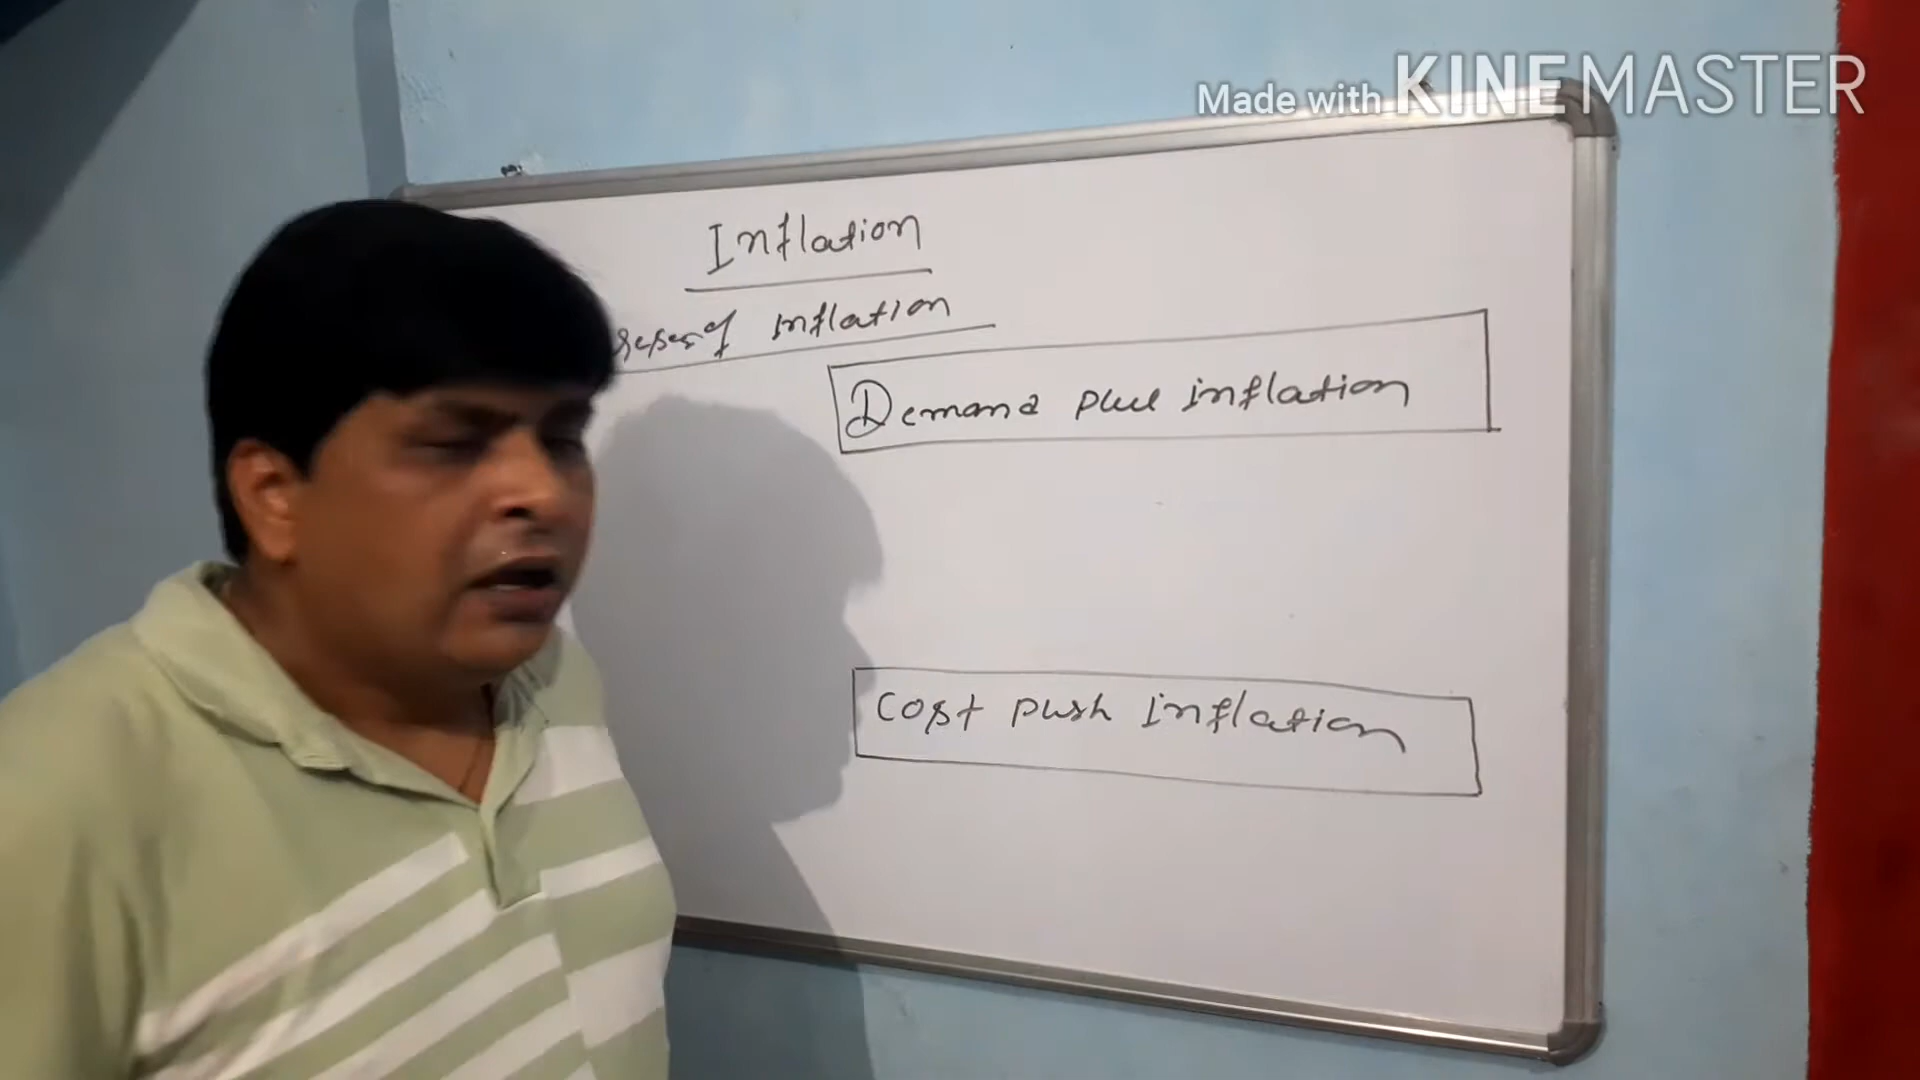 Made with KINEMASTER
Inflation
of inflation
Demand pull inflation
cost push inflation